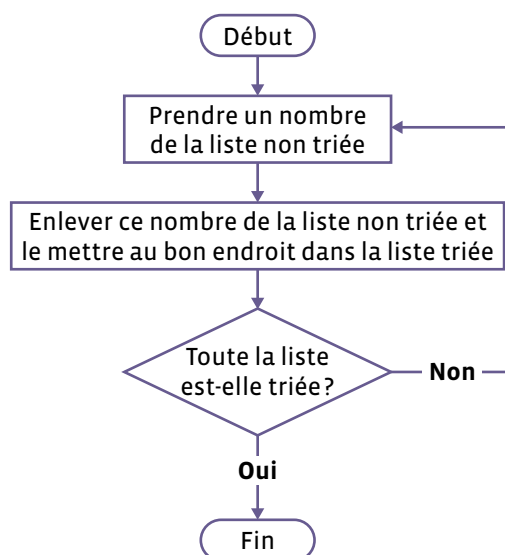 Début
Prendre un nombre
de la liste non triée
Enlever ce nombre de la liste non triée et
le mettre au bon endroit dans la liste triée
Toute la liste
est-elle triée ?
Non
Oui
Fin